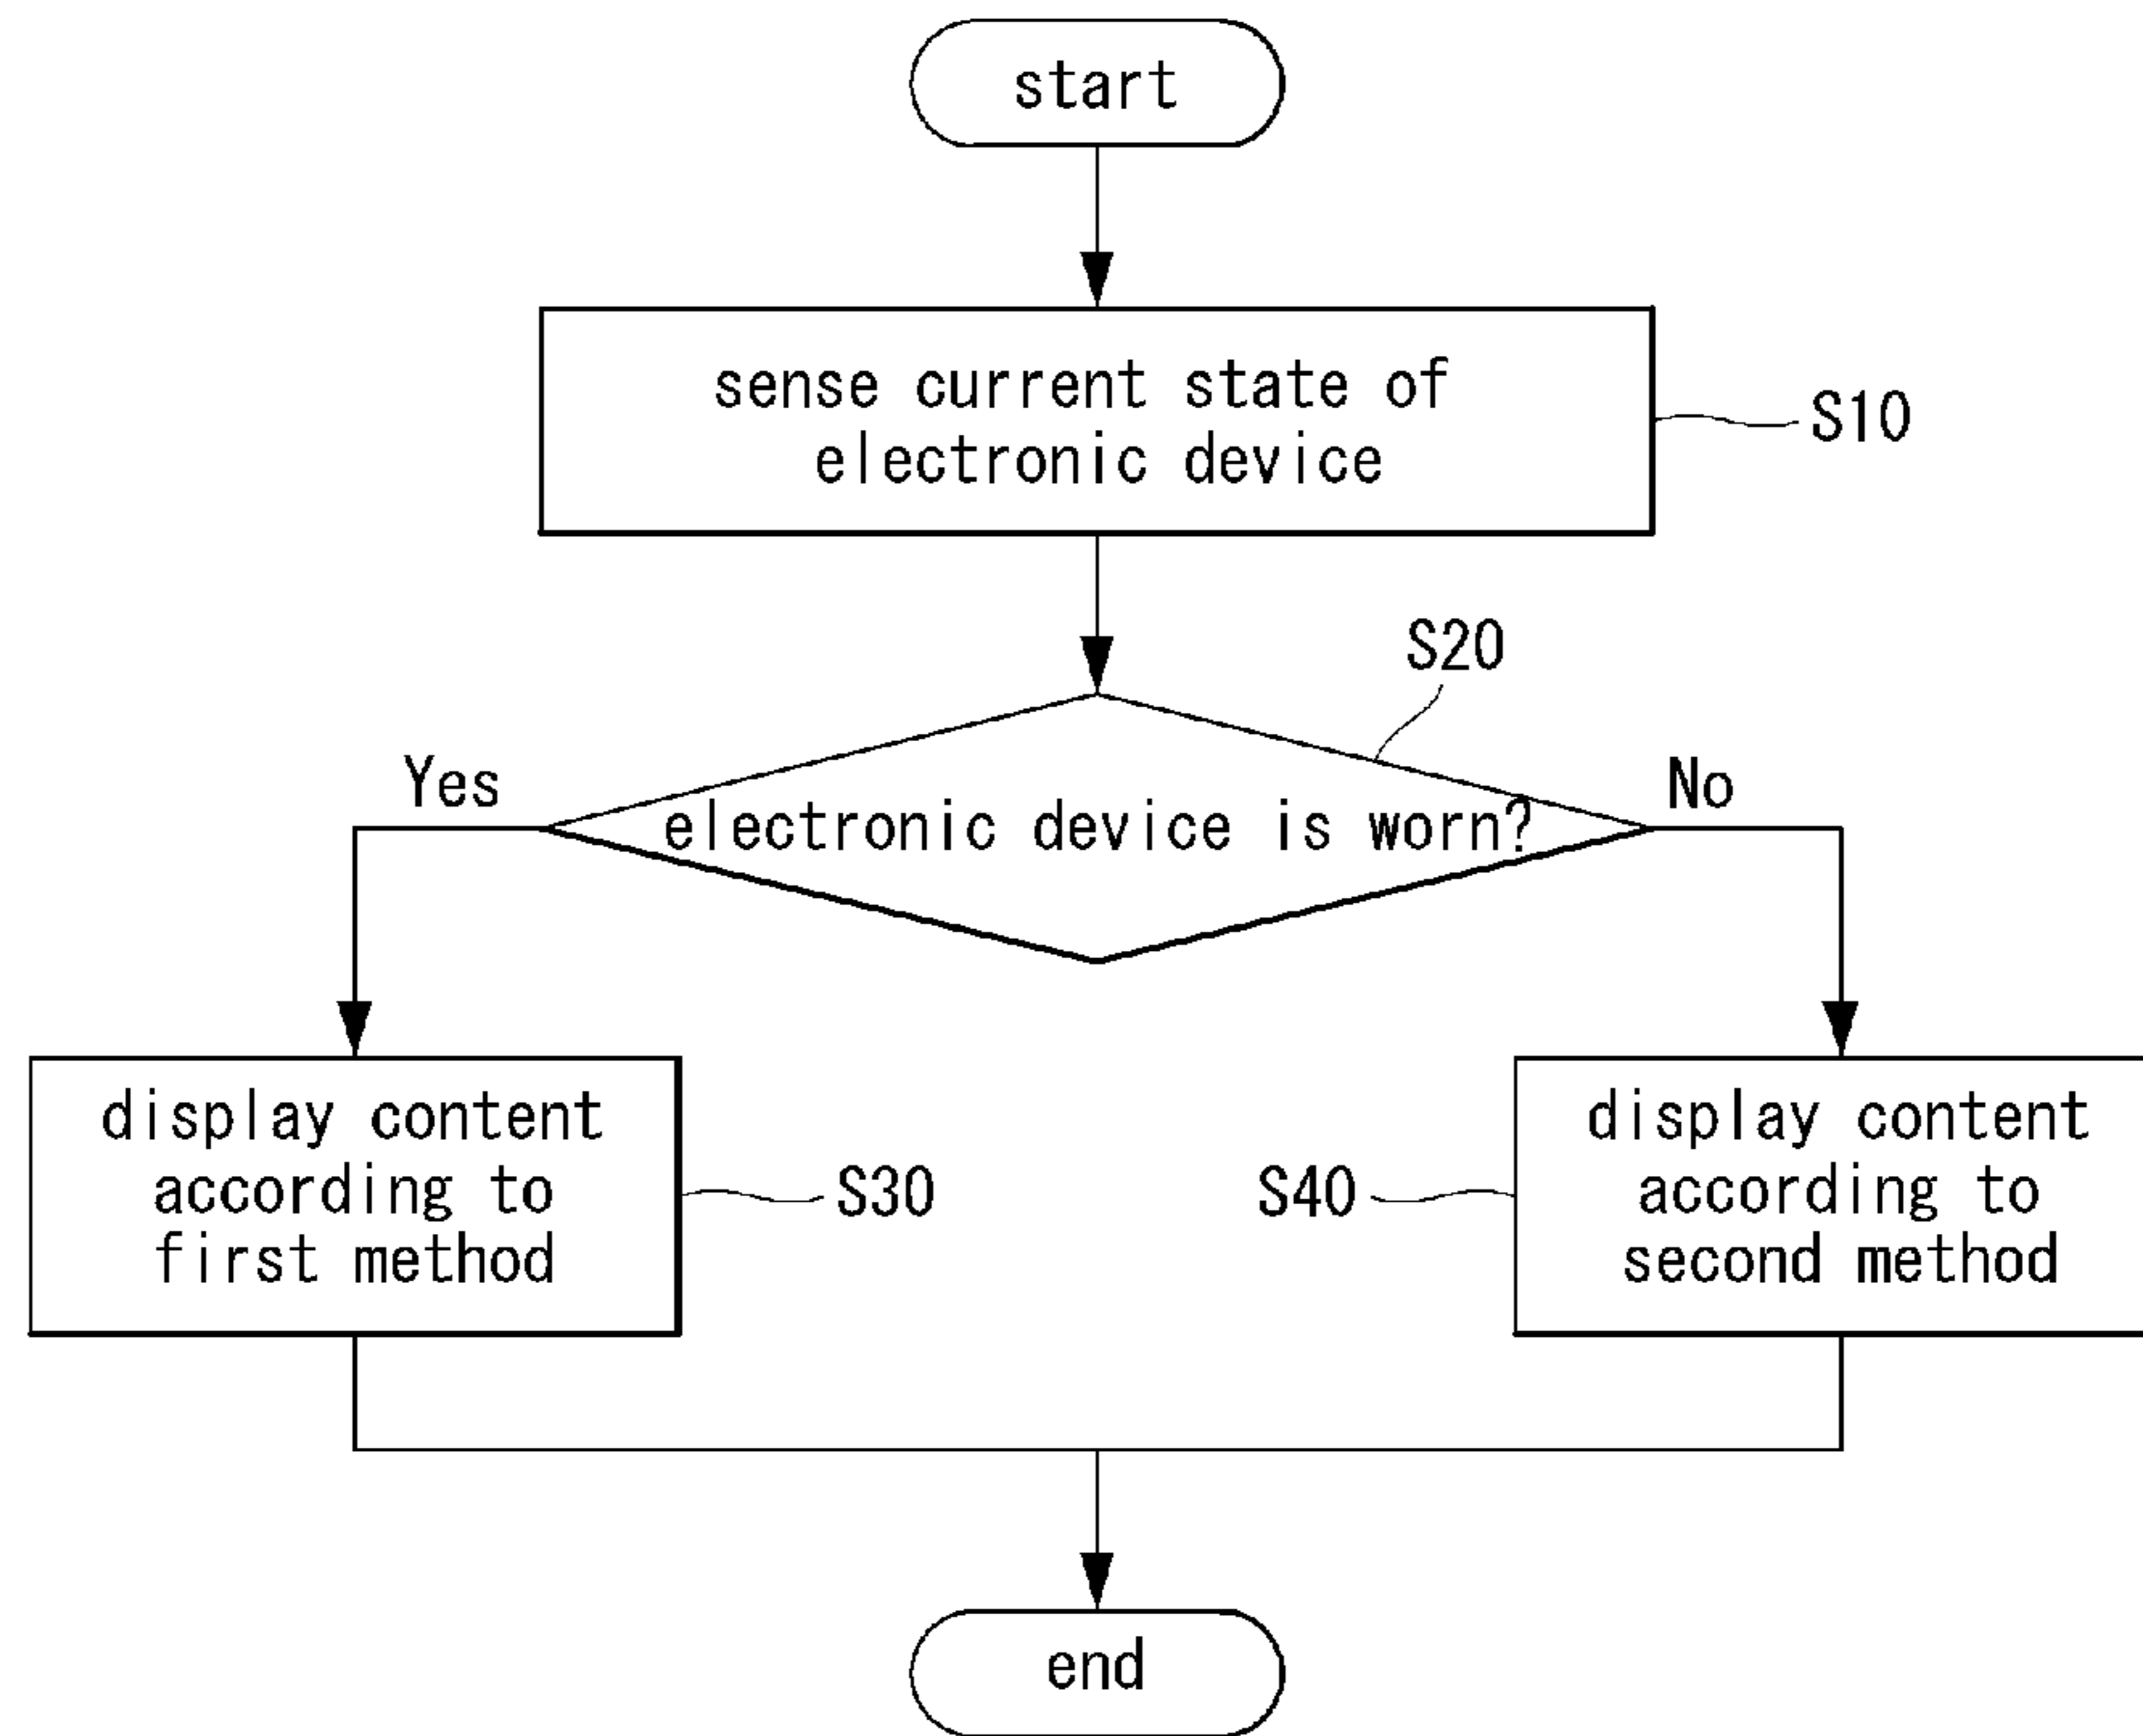 start
sense current state of
electronic device
S10
S20
Yes
electronic device is worn?
No
display content
according to
first method
S30
S40
display content
according to
second method
end